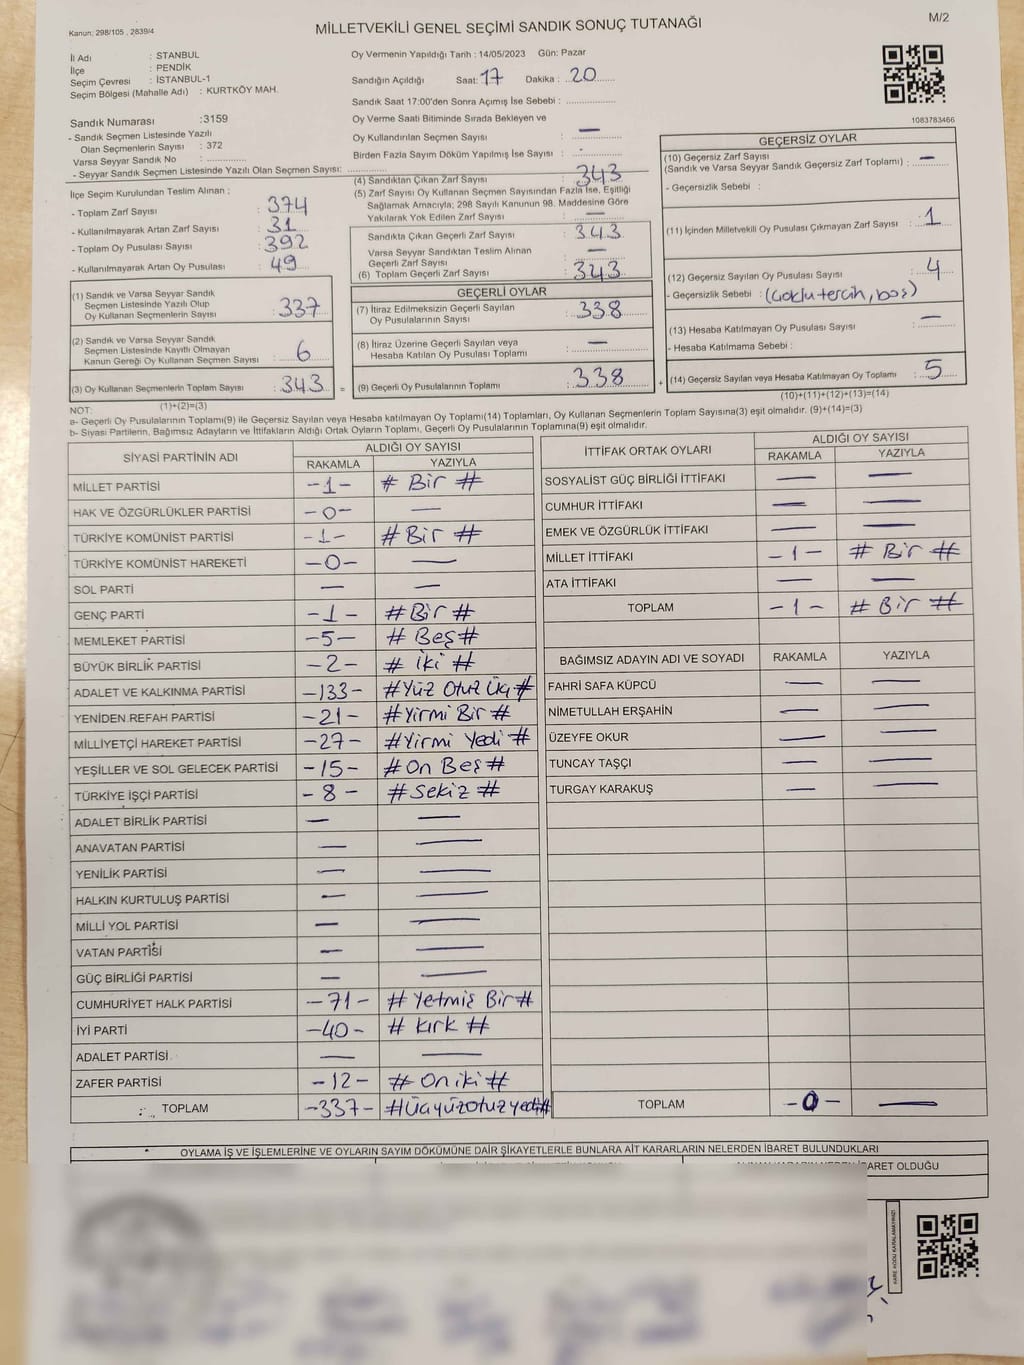 M/2
Kanun: 298/105 , 2839/4
MİLLETVEKİLİ GENEL SEÇİMİ SANDIK SONUÇ TUTANAĞI
İl Adı : STANBUL
İlçe : PENDİK
Seçim Çevresi : İSTANBUL-1
Seçim Bölgesi (Mahalle Adı) : KURTKÖY MAH.
Sandık Numarası :3159
- Sandık Seçmen Listesinde Yazılı
Olan Seçmenlerin Sayısı : 372
Varsa Seyyar Sandık No :
- Seyyar Sandık Seçmen Listesinde Yazılı Olan Seçmen Sayısı:
Oy Vermenin Yapıldığı Tarih : 14/05/2023 Gün: Pazar
Sandığın Açıldığı Saat: 17 Dakika : 20
Sandık Saat 17:00'den Sonra Açımış İse Sebebi :
Oy Verme Saati Bitiminde Sırada Bekleyen ve
Oy Kullandırılan Seçmen Sayısı : —
Birden Fazla Sayım Döküm Yapılmış İse Sayısı :
1083783466
İlçe Seçim Kurulundan Teslim Alınan ;
- Toplam Zarf Sayısı : 374
- Kullanılmayarak Artan Zarf Sayısı : 31
- Toplam Oy Pusulası Sayısı : 392
- Kullanılmayarak Artan Oy Pusulası : 49
(1) Sandık ve Varsa Seyyar Sandık
Seçmen Listesinde Yazılı Olup
Oy Kullanan Seçmenlerin Sayısı : 337
(2) Sandık ve Varsa Seyyar Sandık
Seçmen Listesinde Kayıtlı Olmayan
Kanun Gereği Oy Kullanan Seçmen Sayısı : 6
(3) Oy Kullanan Seçmenlerin Toplam Sayısı : 343 =
(1)+(2)=(3)
(4) Sandıktan Çıkan Zarf Sayısı : 343
(5) Zarf Sayısı Oy Kullanan Seçmen Sayısından Fazla İse, Eşitliği
Sağlamak Amacıyla; 298 Sayılı Kanunun 98. Maddesine Göre
Yakılarak Yok Edilen Zarf Sayısı : —
Sandıkta Çıkan Geçerli Zarf Sayısı : 343
Varsa Seyyar Sandıktan Teslim Alınan
Geçerli Zarf Sayısı : —
(6) Toplam Geçerli Zarf Sayısı : 343
GEÇERLİ OYLAR
(7) İtiraz Edilmeksizin Geçerli Sayılan
Oy Pusulalarının Sayısı : 338
(8) İtiraz Üzerine Geçerli Sayılan veya
Hesaba Katılan Oy Pusulası Toplamı : —
(9) Geçerli Oy Pusulalarının Toplamı : 338 +
GEÇERSİZ OYLAR
(10) Geçersiz Zarf Sayısı
(Sandık ve Varsa Seyyar Sandık Geçersiz Zarf Toplamı) : —
- Geçersizlik Sebebi :
(11) İçinden Milletvekili Oy Pusulası Çıkmayan Zarf Sayısı : 1
(12) Geçersiz Sayılan Oy Pusulası Sayısı : 4
- Geçersizlik Sebebi : (Çoklu tercih, boş)
(13) Hesaba Katılmayan Oy Pusulası Sayısı : —
- Hesaba Katılmama Sebebi :
(14) Geçersiz Sayılan veya Hesaba Katılmayan Oy Toplamı : 5
(10)+(11)+(12)+(13)=(14)
NOT:
a- Geçerli Oy Pusulalarının Toplamı(9) ile Geçersiz Sayılan veya Hesaba katılmayan Oy Toplamı(14) Toplamları, Oy Kullanan Seçmenlerin Toplam Sayısına(3) eşit olmalıdır. (9)+(14)=(3)
b- Siyasi Partilerin, Bağımsız Adayların ve İttifakların Aldığı Ortak Oyların Toplamı, Geçerli Oy Pusulalarının Toplamına(9) eşit olmalıdır.
SİYASİ PARTİNİN ADI ALDIĞI OY SAYISI
RAKAMLA YAZIYLA
MİLLET PARTİSİ -1- # Bir #
HAK VE ÖZGÜRLÜKLER PARTİSİ -0- —
TÜRKİYE KOMÜNİST PARTİSİ -1- # Bir #
TÜRKİYE KOMÜNİST HAREKETİ -0- —
SOL PARTİ — —
GENÇ PARTİ -1- # Bir #
MEMLEKET PARTİSİ -5- # Beş #
BÜYÜK BİRLİK PARTİSİ -2- # iki #
ADALET VE KALKINMA PARTİSİ -133- # Yüz Otuz Üç #
YENİDEN REFAH PARTİSİ -21- # Yirmi Bir #
MİLLİYETÇİ HAREKET PARTİSİ -27- # Yirmi Yedi #
YEŞİLLER VE SOL GELECEK PARTİSİ -15- # On Beş #
TÜRKİYE İŞÇİ PARTİSİ -8- # Sekiz #
ADALET BİRLİK PARTİSİ — —
ANAVATAN PARTİSİ — —
YENİLİK PARTİSİ — —
HALKIN KURTULUŞ PARTİSİ — —
MİLLİ YOL PARTİSİ — —
VATAN PARTİSİ — —
GÜÇ BİRLİĞİ PARTİSİ — —
CUMHURİYET HALK PARTİSİ -71- # Yetmiş Bir #
İYİ PARTİ -40- # Kırk #
ADALET PARTİSİ — —
ZAFER PARTİSİ -12- # On iki #
TOPLAM -337- # Üçyüzotuzyedi #
İTTİFAK ORTAK OYLARI ALDIĞI OY SAYISI
RAKAMLA YAZIYLA
SOSYALİST GÜÇ BİRLİĞİ İTTİFAKI — —
CUMHUR İTTİFAKI — —
EMEK VE ÖZGÜRLÜK İTTİFAKI — —
MİLLET İTTİFAKI -1- # Bir #
ATA İTTİFAKI — —
TOPLAM -1- # Bir #
BAĞIMSIZ ADAYIN ADI VE SOYADI RAKAMLA YAZIYLA
FAHRİ SAFA KÜPCÜ — —
NİMETULLAH ERŞAHİN — —
ÜZEYFE OKUR — —
TUNCAY TAŞÇI — —
TURGAY KARAKUŞ — —
TOPLAM -0- —
OYLAMA İŞ VE İŞLEMLERİNE VE OYLARIN SAYIM DÖKÜMÜNE DAİR ŞİKAYETLERLE BUNLARA AİT KARARLARIN NELERDEN İBARET BULUNDUKLARI
OLDUĞU
KARE KODU KARALAMAYINIZ!